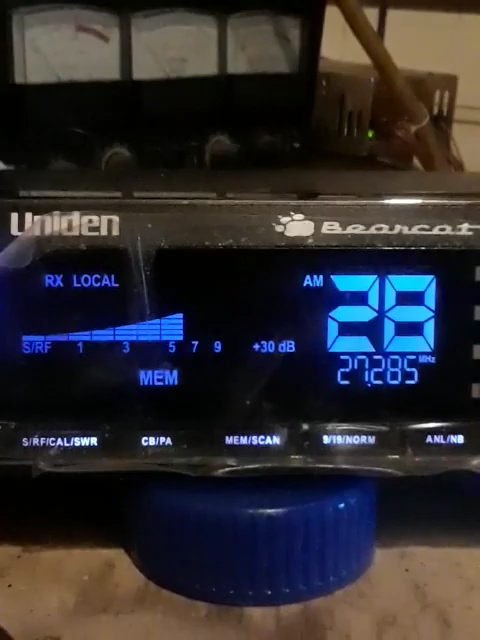 Uniden Bearcat
RX LOCAL AM 28
S/RF 1 3 5 7 9 +30 dB
27.285 MHz
MEM
S/RF/CAL/SWR CB/PA MEM/SCAN 9/19/NORM ANL/NB